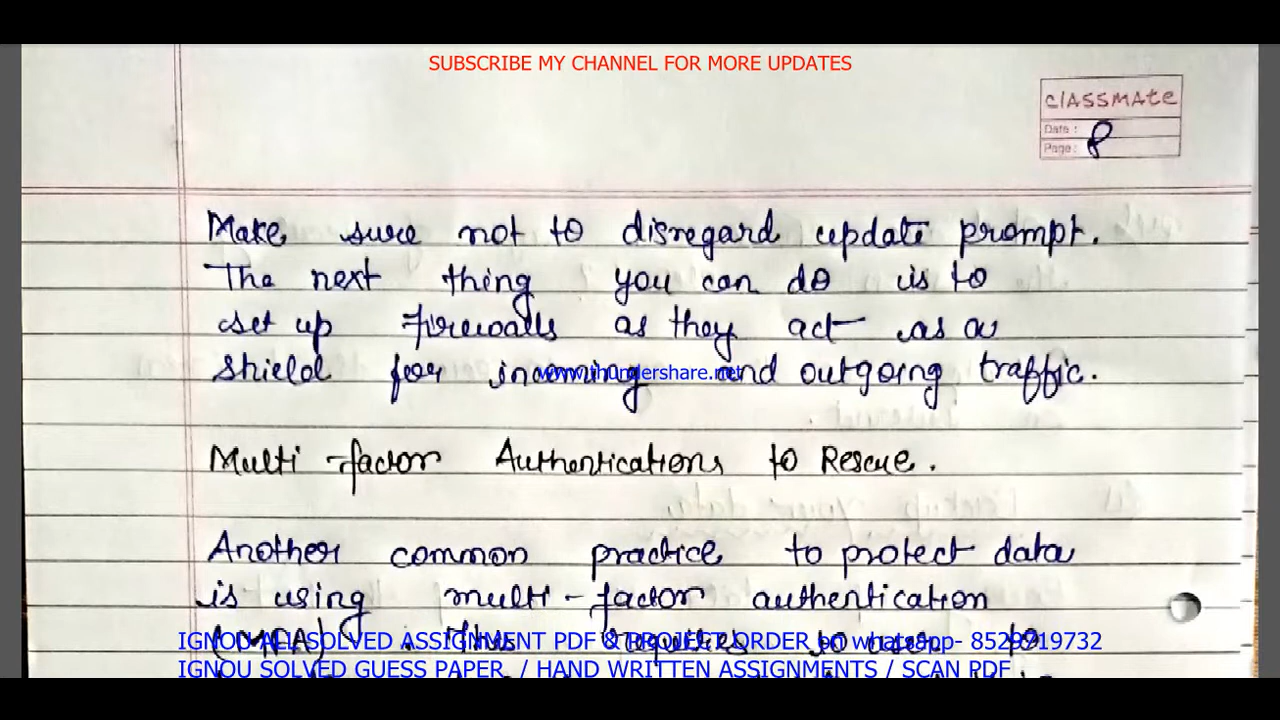 SUBSCRIBE MY CHANNEL FOR MORE UPDATES
CLASSMATE
Date :
Page : 8
Make sure not to disregard update prompt.
The next thing you can do is to
set up firewalls as they act as a
shield for incoming and outgoing traffic.
www.thundershare.net
Multi-factor Authentications to Rescue.
Another common practice to protect data
is using multi-factor authentication
(MFA). This requires to
IGNOU ALL SOLVED ASSIGNMENT PDF & PROJECT ORDER on whatsapp- 8529919732
IGNOU SOLVED GUESS PAPER / HAND WRITTEN ASSIGNMENTS / SCAN PDF